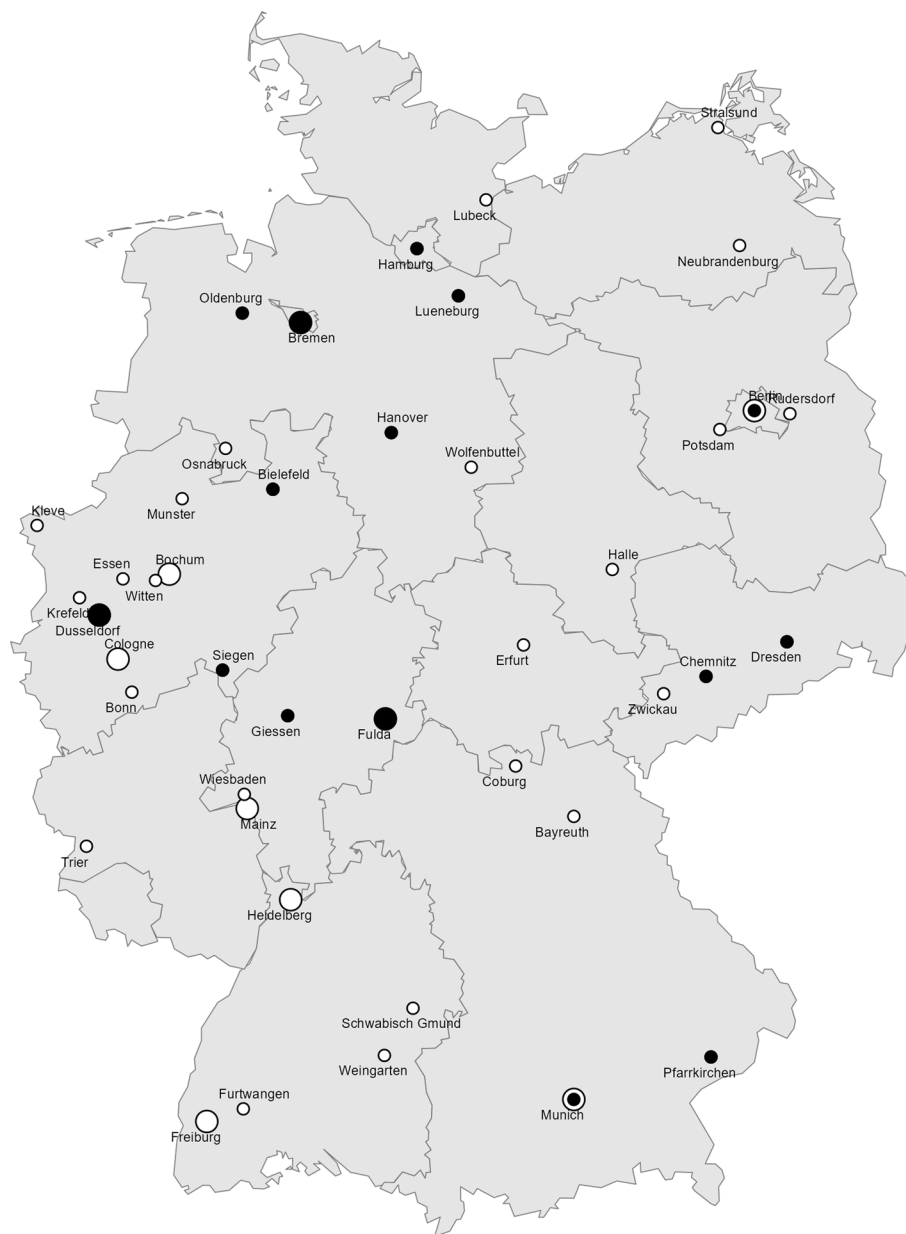 Stralsund
Lubeck
Neubrandenburg
Hamburg
Oldenburg
Lueneburg
Bremen
Berlin
Rudersdorf
Hanover
Potsdam
Wolfenbuttel
Osnabruck
Bielefeld
Kleve
Munster
Halle
Bochum
Essen
Witten
Krefeld
Dusseldorf
Cologne
Siegen
Erfurt
Dresden
Chemnitz
Bonn
Zwickau
Giessen
Fulda
Wiesbaden
Coburg
Mainz
Bayreuth
Trier
Heidelberg
Schwabisch Gmund
Weingarten
Pfarrkirchen
Furtwangen
Munich
Freiburg